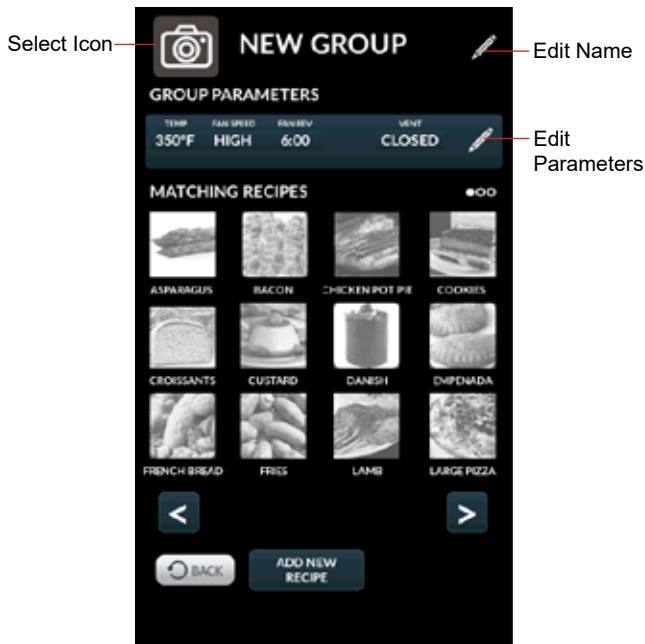 Select Icon
NEW GROUP
Edit Name
GROUP PARAMETERS
TEMP FAN SPEED FAN REV VENT
350°F HIGH 6:00 CLOSED
Edit
Parameters
MATCHING RECIPES
ASPARAGUS BACON CHICKEN POT PIE COOKIES
CROISSANTS CUSTARD DANISH EMPENADA
FRENCH BREAD FRIES LAMB LARGE PIZZA
< >
BACK
ADD NEW
RECIPE